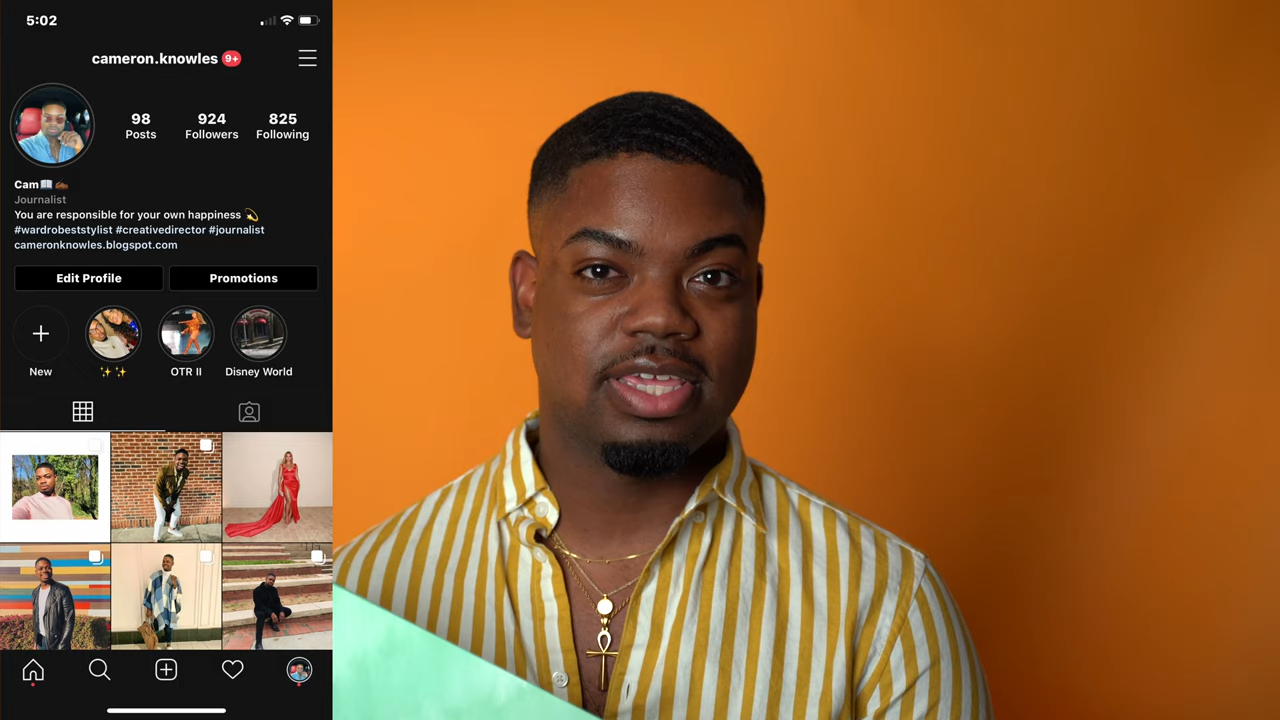 5:02
cameron.knowles 9+
98 924 825
Posts Followers Following
Cam📖✍🏾
Journalist
You are responsible for your own happiness 💫
#wardrobeststylist #creativedirector #journalist
cameronknowles.blogspot.com
Edit Profile Promotions
New ✨ ✨ OTR II Disney World